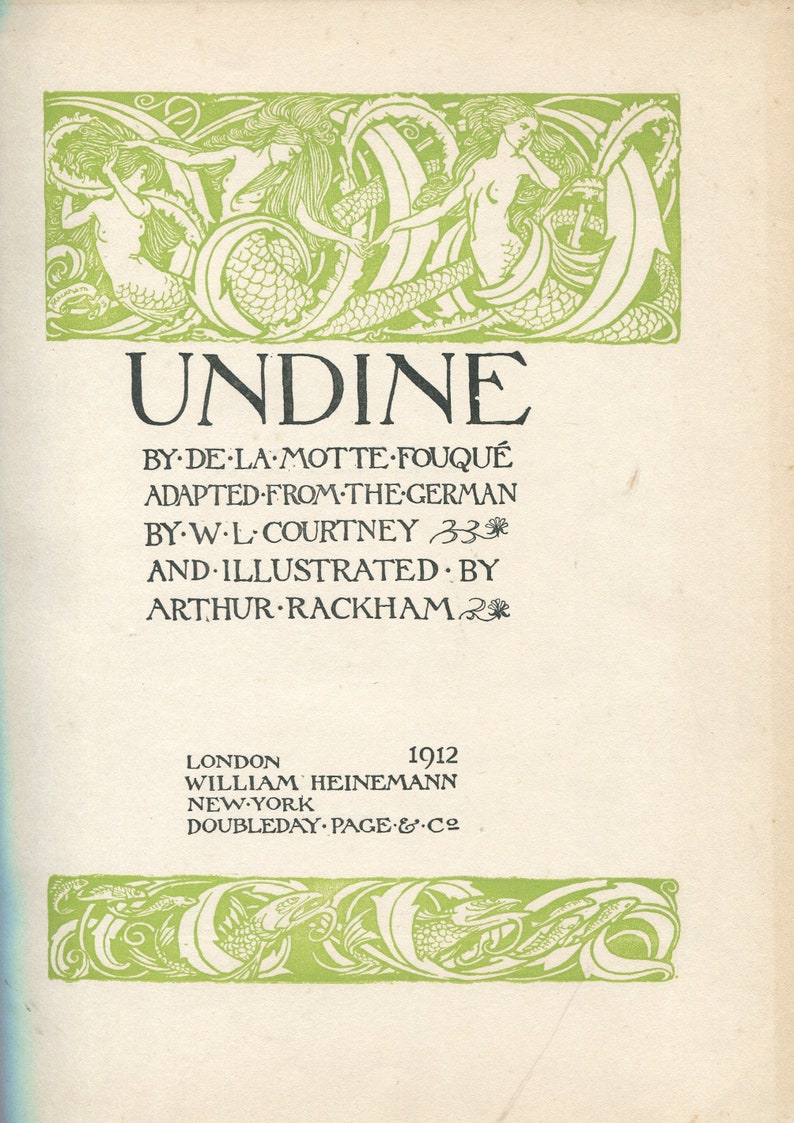 UNDINE
BY·DE·LA·MOTTE·FOUQUÉ
ADAPTED·FROM·THE·GERMAN
BY·W·L·COURTNEY
AND·ILLUSTRATED·BY
ARTHUR·RACKHAM
LONDON 1912
WILLIAM HEINEMANN
NEW·YORK
DOUBLEDAY·PAGE·&·Cº